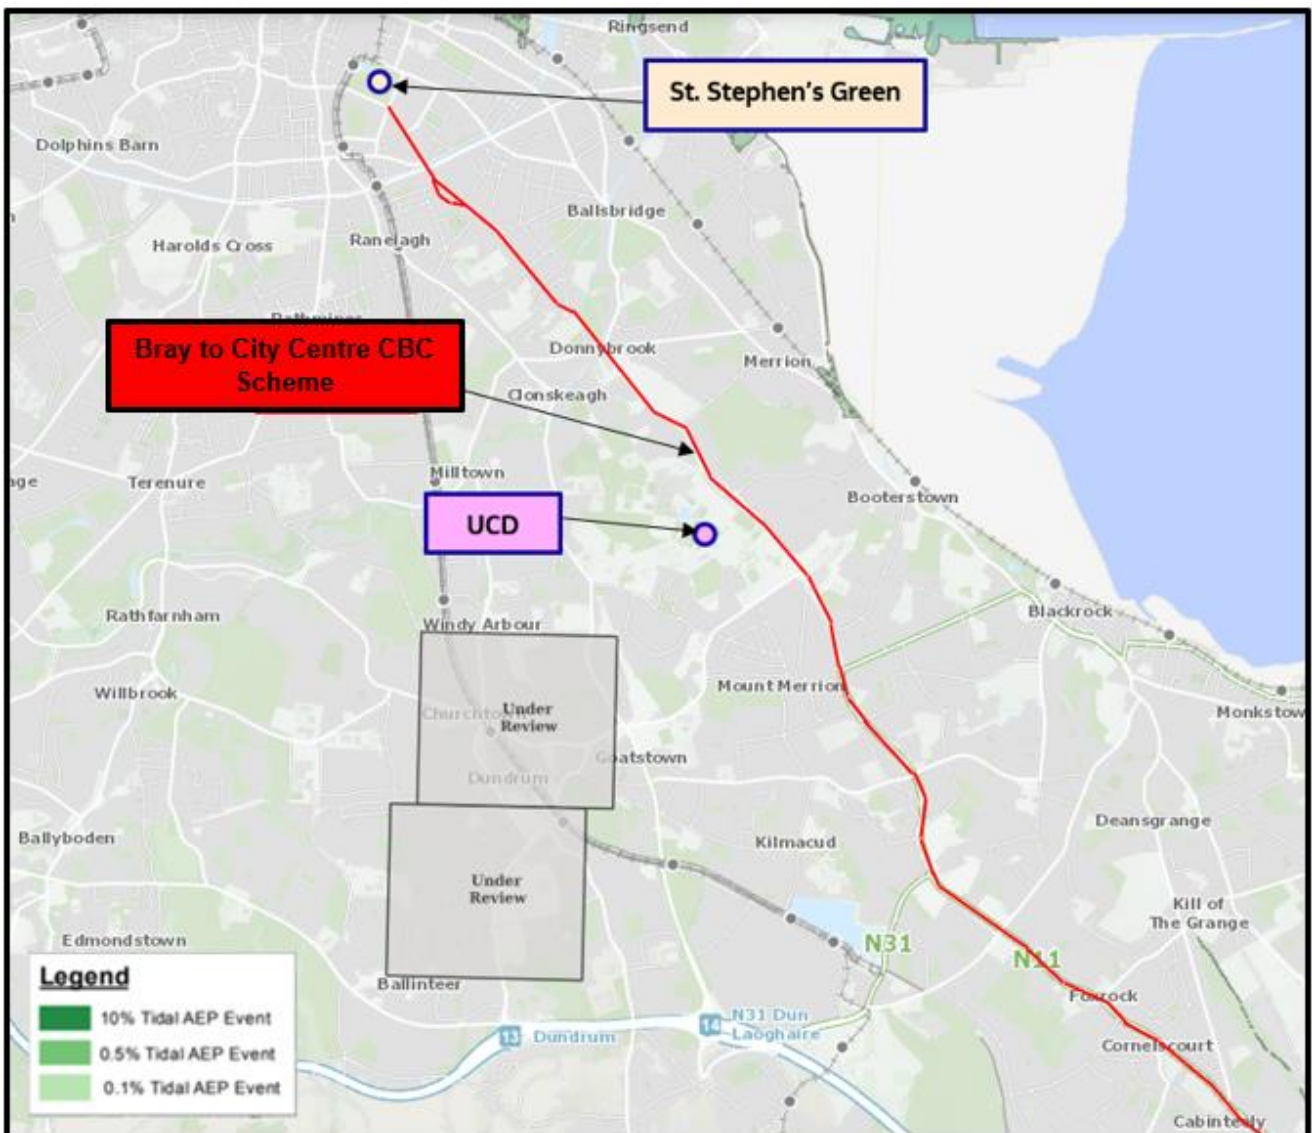 Ringsend
St. Stephen's Green
Dolphins Barn
Ballsbridge
Harolds Cross
Ranelagh
Bray to City Centre CBC
Scheme
Donnybrook
Merrion
Clonskeagh
Milltown
Terenure
Booterstown
UCD
Rathfarnham
Windy Arbour
Blackrock
Willbrook
Mount Merrion
Churchtown
Under
Review
Monkstow
Goatstown
Dundrum
Ballyboden
Kilmacud
Deansgrange
Under
Review
Kill of
The Grange
Edmondstown
N31
N11
Ballinteer
Foxrock
Legend
10% Tidal AEP Event
0.5% Tidal AEP Event
0.1% Tidal AEP Event
13
Dundrum
14
N31 Dun
Laoghaire
Cornelscourt
Cabinteely